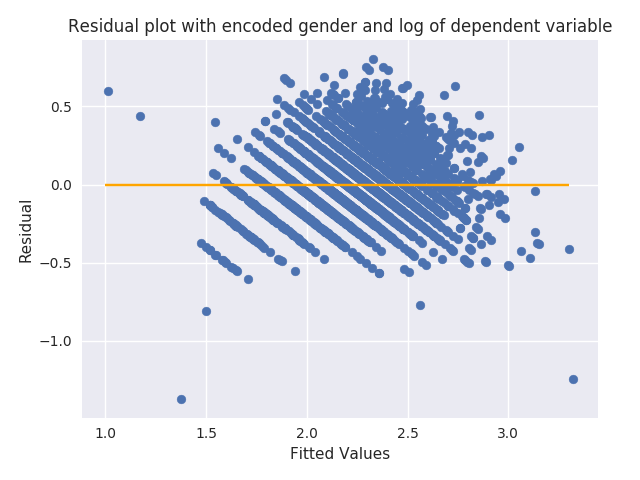 Residual plot with encoded gender and log of dependent variable
Residual
0.5
0.0
−0.5
−1.0
1.0 1.5 2.0 2.5 3.0
Fitted Values